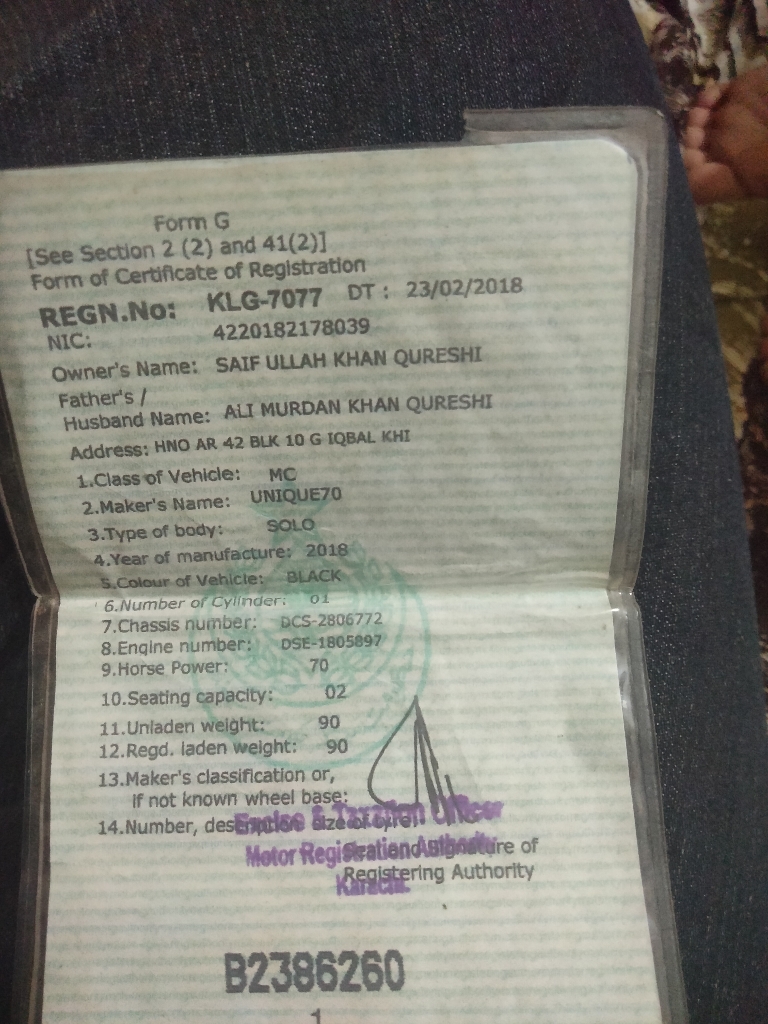 Form G
[See Section 2 (2) and 41(2)]
Form of Certificate of Registration
REGN.No: KLG-7077 DT : 23/02/2018
NIC: 4220182178039
Owner's Name: SAIF ULLAH KHAN QURESHI
Father's /
Husband Name: ALI MURDAN KHAN QURESHI
Address: HNO AR 42 BLK 10 G IQBAL KHI
1.Class of Vehicle: MC
2.Maker's Name: UNIQUE70
3.Type of body: SOLO
4.Year of manufacture: 2018
5.Colour of Vehicle: BLACK
6.Number of Cylinder: 01
7.Chassis number: DCS-2806772
8.Engine number: DSE-1805897
9.Horse Power: 70
10.Seating capacity: 02
11.Unladen weight: 90
12.Regd. laden weight: 90
13.Maker's classification or,
if not known wheel base:
14.Number, description size of tyre
Excise & Taxation Officer
Motor Registration Authority
Karachi.
Signature of
Registering Authority
B2386260
1